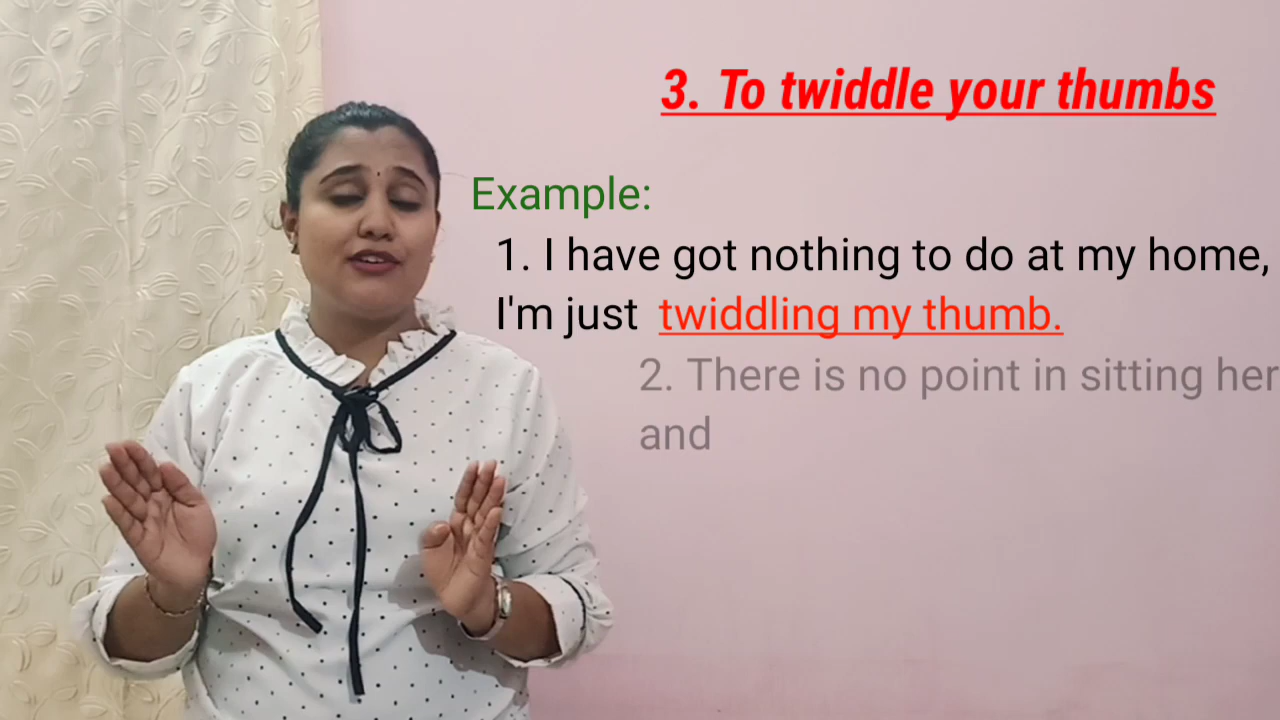 3. To twiddle your thumbs
Example:
1. I have got nothing to do at my home,
I'm just twiddling my thumb.
2. There is no point in sitting her
and